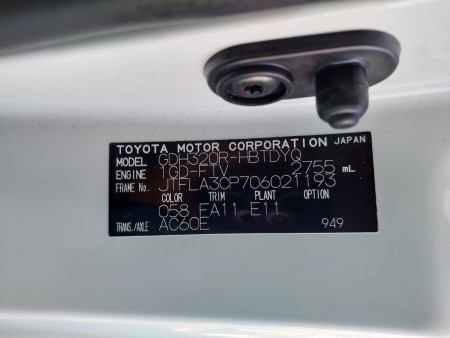 TOYOTA MOTOR CORPORATION JAPAN
MODEL GDH320R-HBTDYQ
ENGINE 1GD-FTV 2755 mL
FRAME No. JTFLA3CP706021193
COLOR TRIM PLANT OPTION
058 EA11 E11
TRANS./AXLE AC60E 949